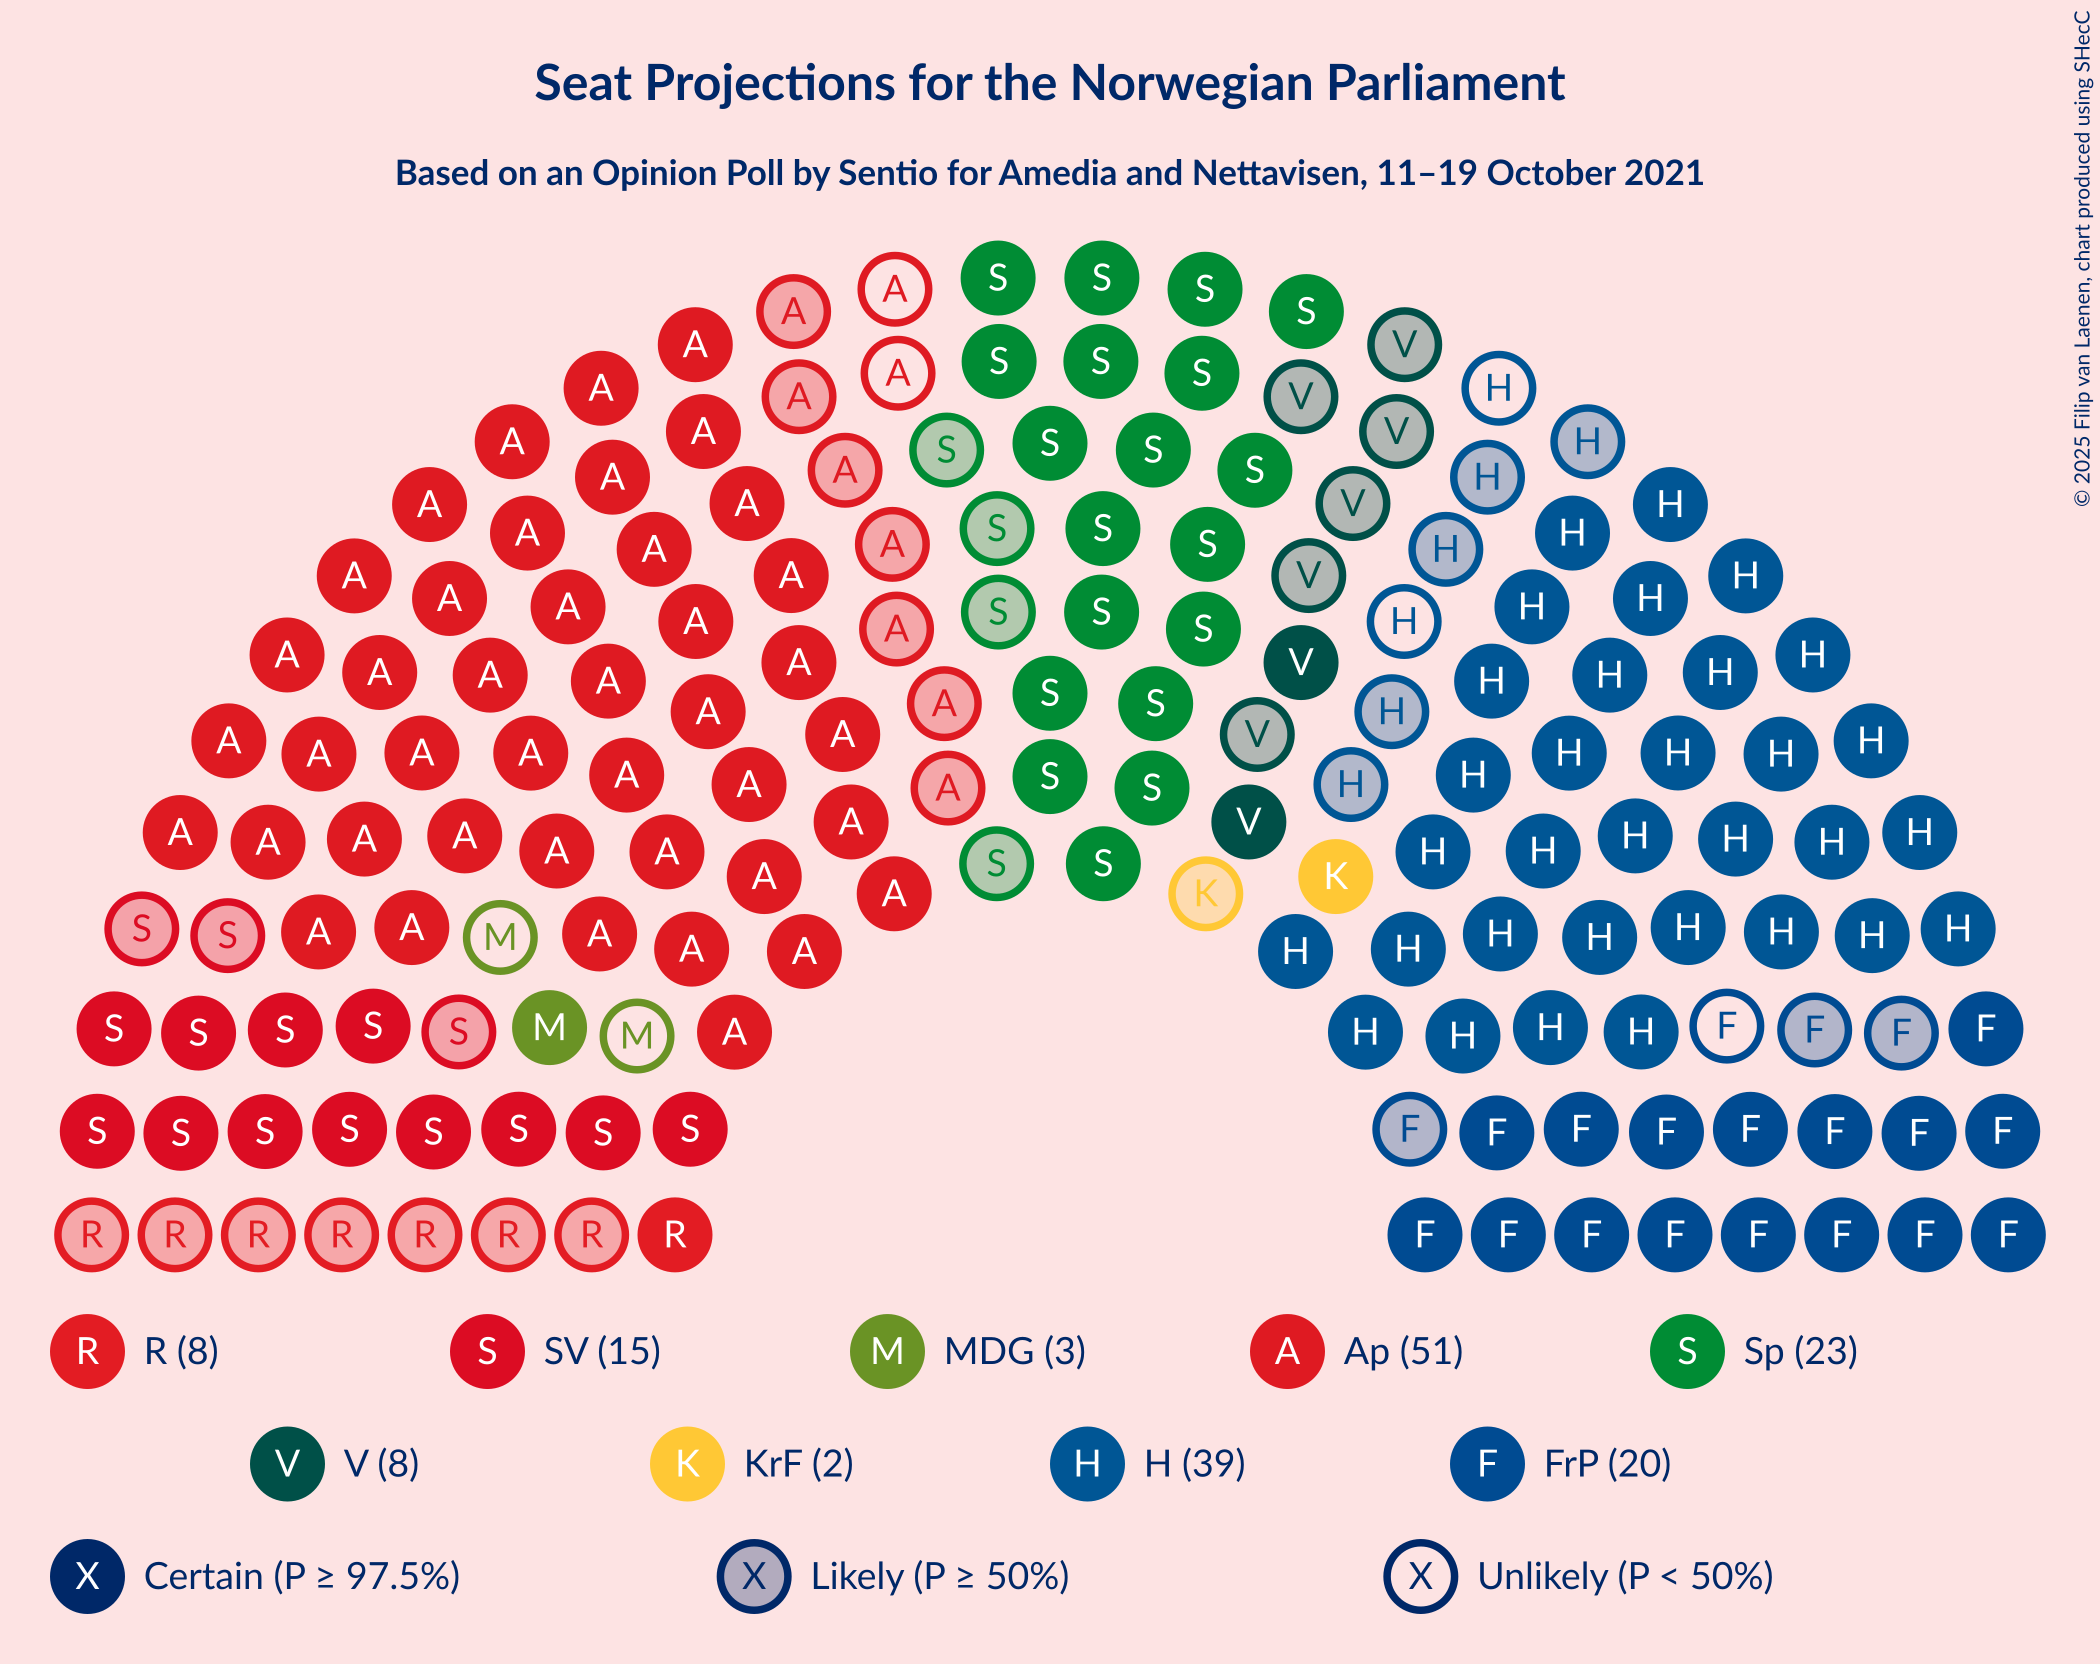 Seat Projections for the Norwegian Parliament
Based on an Opinion Poll by Sentio for Amedia and Nettavisen, 11–19 October 2021
© 2025 Filip van Laenen, chart produced using SHecC
A A S S S S V
A A A A S S S V V H H
A A A S S S S V H H
A A A A A S S S V H H H
A A A A A S S S V H H H H
A A A A A A S S V H H H H H
A A A A A A A A S S V H H H H H H
A A A A A A A A A S S K V K H H H H H H
S S A A M A A A H H H H H H H H
S S S S S M M A H H H H F F F F
S S S S S S S S F F F F F F F F
R R R R R R R R F F F F F F F F
R R (8) S SV (15) M MDG (3) A Ap (51) S Sp (23)
V V (8) K KrF (2) H H (39) F FrP (20)
X Certain (P ≥ 97.5%) X Likely (P ≥ 50%) X Unlikely (P < 50%)